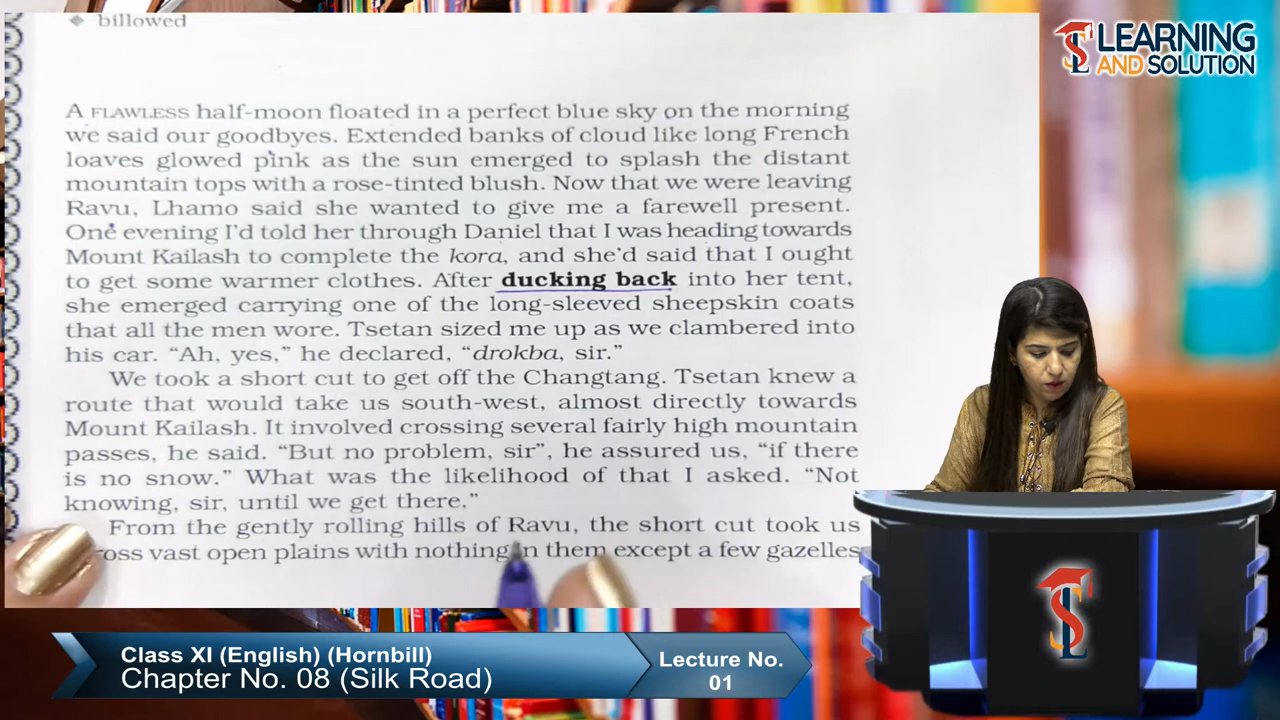 ❖ billowed
LEARNING
AND SOLUTION
A FLAWLESS half-moon floated in a perfect blue sky on the morning
we said our goodbyes. Extended banks of cloud like long French
loaves glowed pink as the sun emerged to splash the distant
mountain tops with a rose-tinted blush. Now that we were leaving
Ravu, Lhamo said she wanted to give me a farewell present.
One evening I'd told her through Daniel that I was heading towards
Mount Kailash to complete the kora, and she'd said that I ought
to get some warmer clothes. After ducking back into her tent,
she emerged carrying one of the long-sleeved sheepskin coats
that all the men wore. Tsetan sized me up as we clambered into
his car. “Ah, yes,” he declared, “drokba, sir.”
We took a short cut to get off the Changtang. Tsetan knew a
route that would take us south-west, almost directly towards
Mount Kailash. It involved crossing several fairly high mountain
passes, he said. “But no problem, sir”, he assured us, “if there
is no snow.” What was the likelihood of that I asked. “Not
knowing, sir, until we get there.”
From the gently rolling hills of Ravu, the short cut took us
ross vast open plains with nothing in them except a few gazelles
Class XI (English) (Hornbill)
Chapter No. 08 (Silk Road)
Lecture No.
01